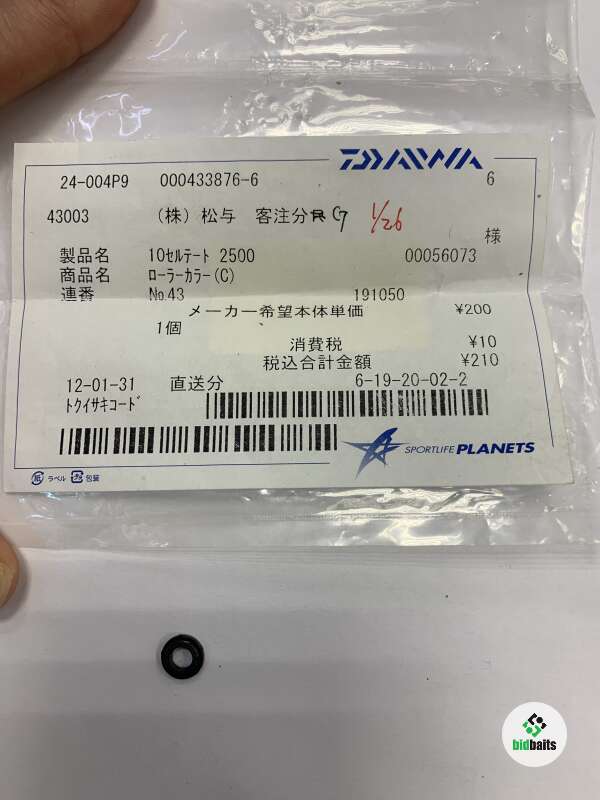 DAIWA
24-004P9 000433876-6 6
43003 (株) 松与 客注分 G 1/26
様
製品名 10セルテート 2500 00056073
商品名 ローラーカラー(C)
連番 No.43 191050
メーカー希望本体単価 ¥200
1個
消費税 ¥10
税込合計金額 ¥210
12-01-31 直送分 6-19-20-02-2
トクイサキコード
SPORTLIFE PLANETS
紙 ラベル プラ 包装
bidbaits